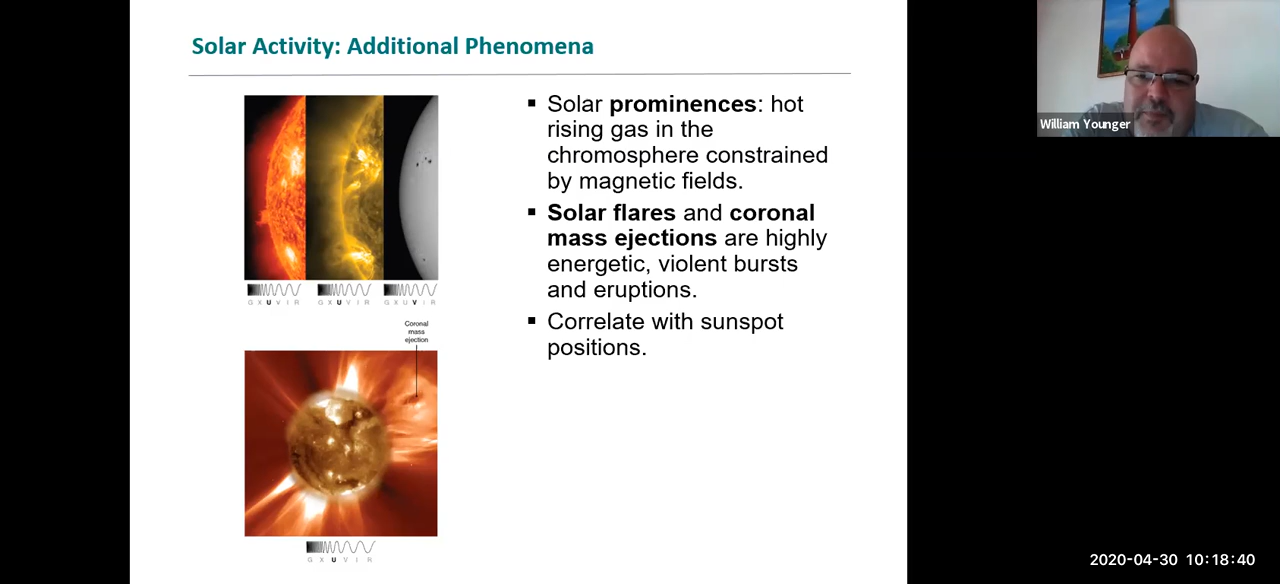 Solar Activity: Additional Phenomena
William Younger
▪ Solar prominences: hot
rising gas in the
chromosphere constrained
by magnetic fields.
▪ Solar flares and coronal
mass ejections are highly
energetic, violent bursts
and eruptions.
▪ Correlate with sunspot
positions.
G X U V I R
G X U V I R
G X U V I R
Coronal
mass
ejection
G X U V I R
2020-04-30 10:18:40